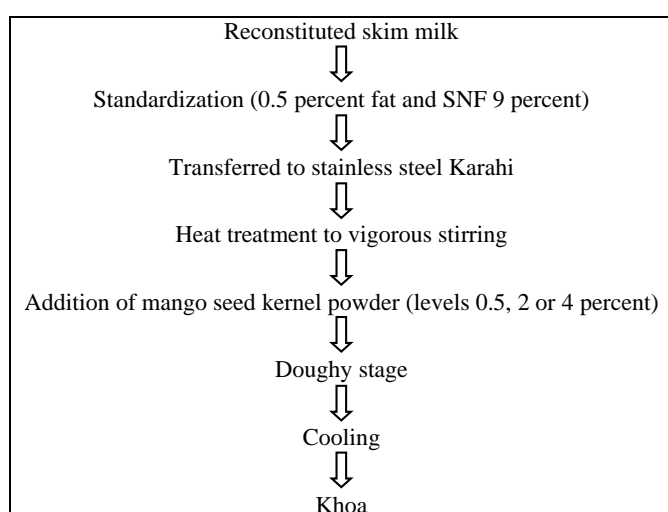 Reconstituted skim milk
Standardization (0.5 percent fat and SNF 9 percent)
Transferred to stainless steel Karahi
Heat treatment to vigorous stirring
Addition of mango seed kernel powder (levels 0.5, 2 or 4 percent)
Doughy stage
Cooling
Khoa